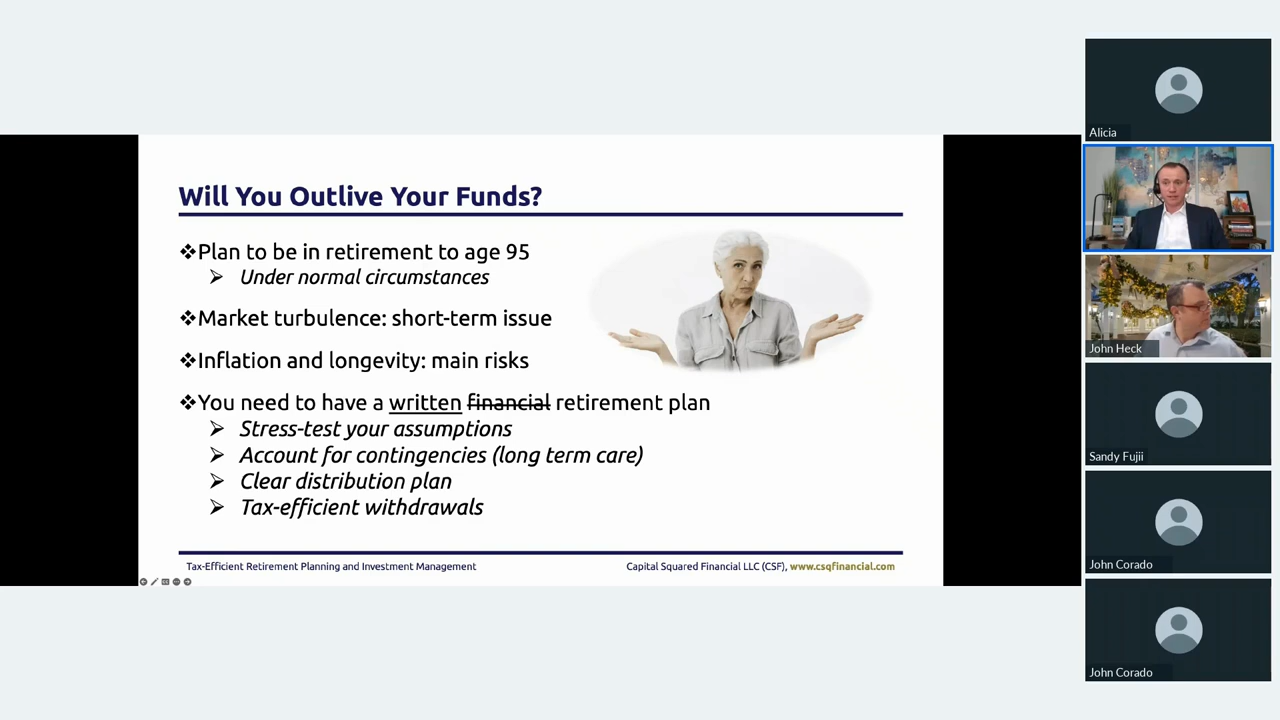 Will You Outlive Your Funds?
❖Plan to be in retirement to age 95
➢ Under normal circumstances
❖Market turbulence: short-term issue
❖Inflation and longevity: main risks
❖You need to have a written financial retirement plan
➢ Stress-test your assumptions
➢ Account for contingencies (long term care)
➢ Clear distribution plan
➢ Tax-efficient withdrawals
Tax-Efficient Retirement Planning and Investment Management
Capital Squared Financial LLC (CSF), www.csqfinancial.com
Alicia
John Heck
Sandy Fujii
John Corado
John Corado